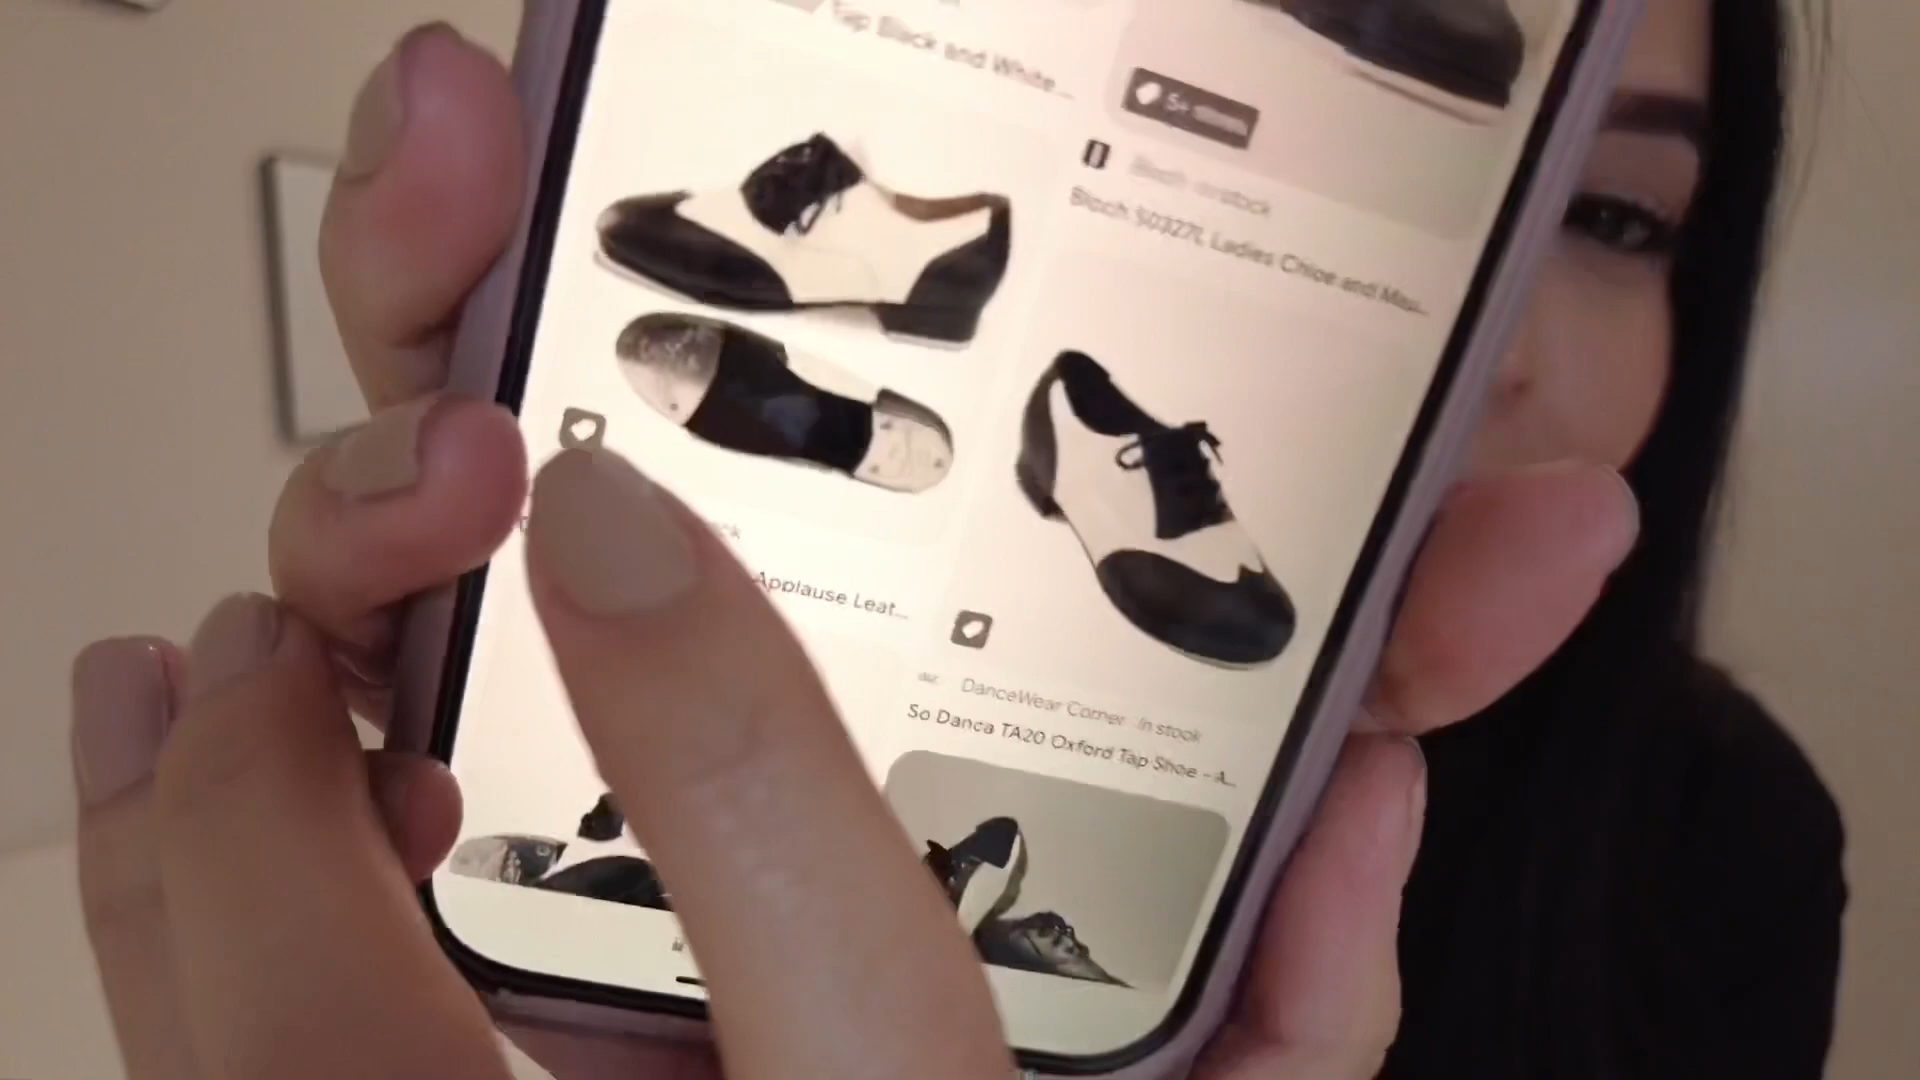 Tap Black and White...
5+
Bloch S0327L Ladies Chloe and Mau...
Applause Leat...
DanceWear Corner In stock
So Danca TA20 Oxford Tap Shoe - A...